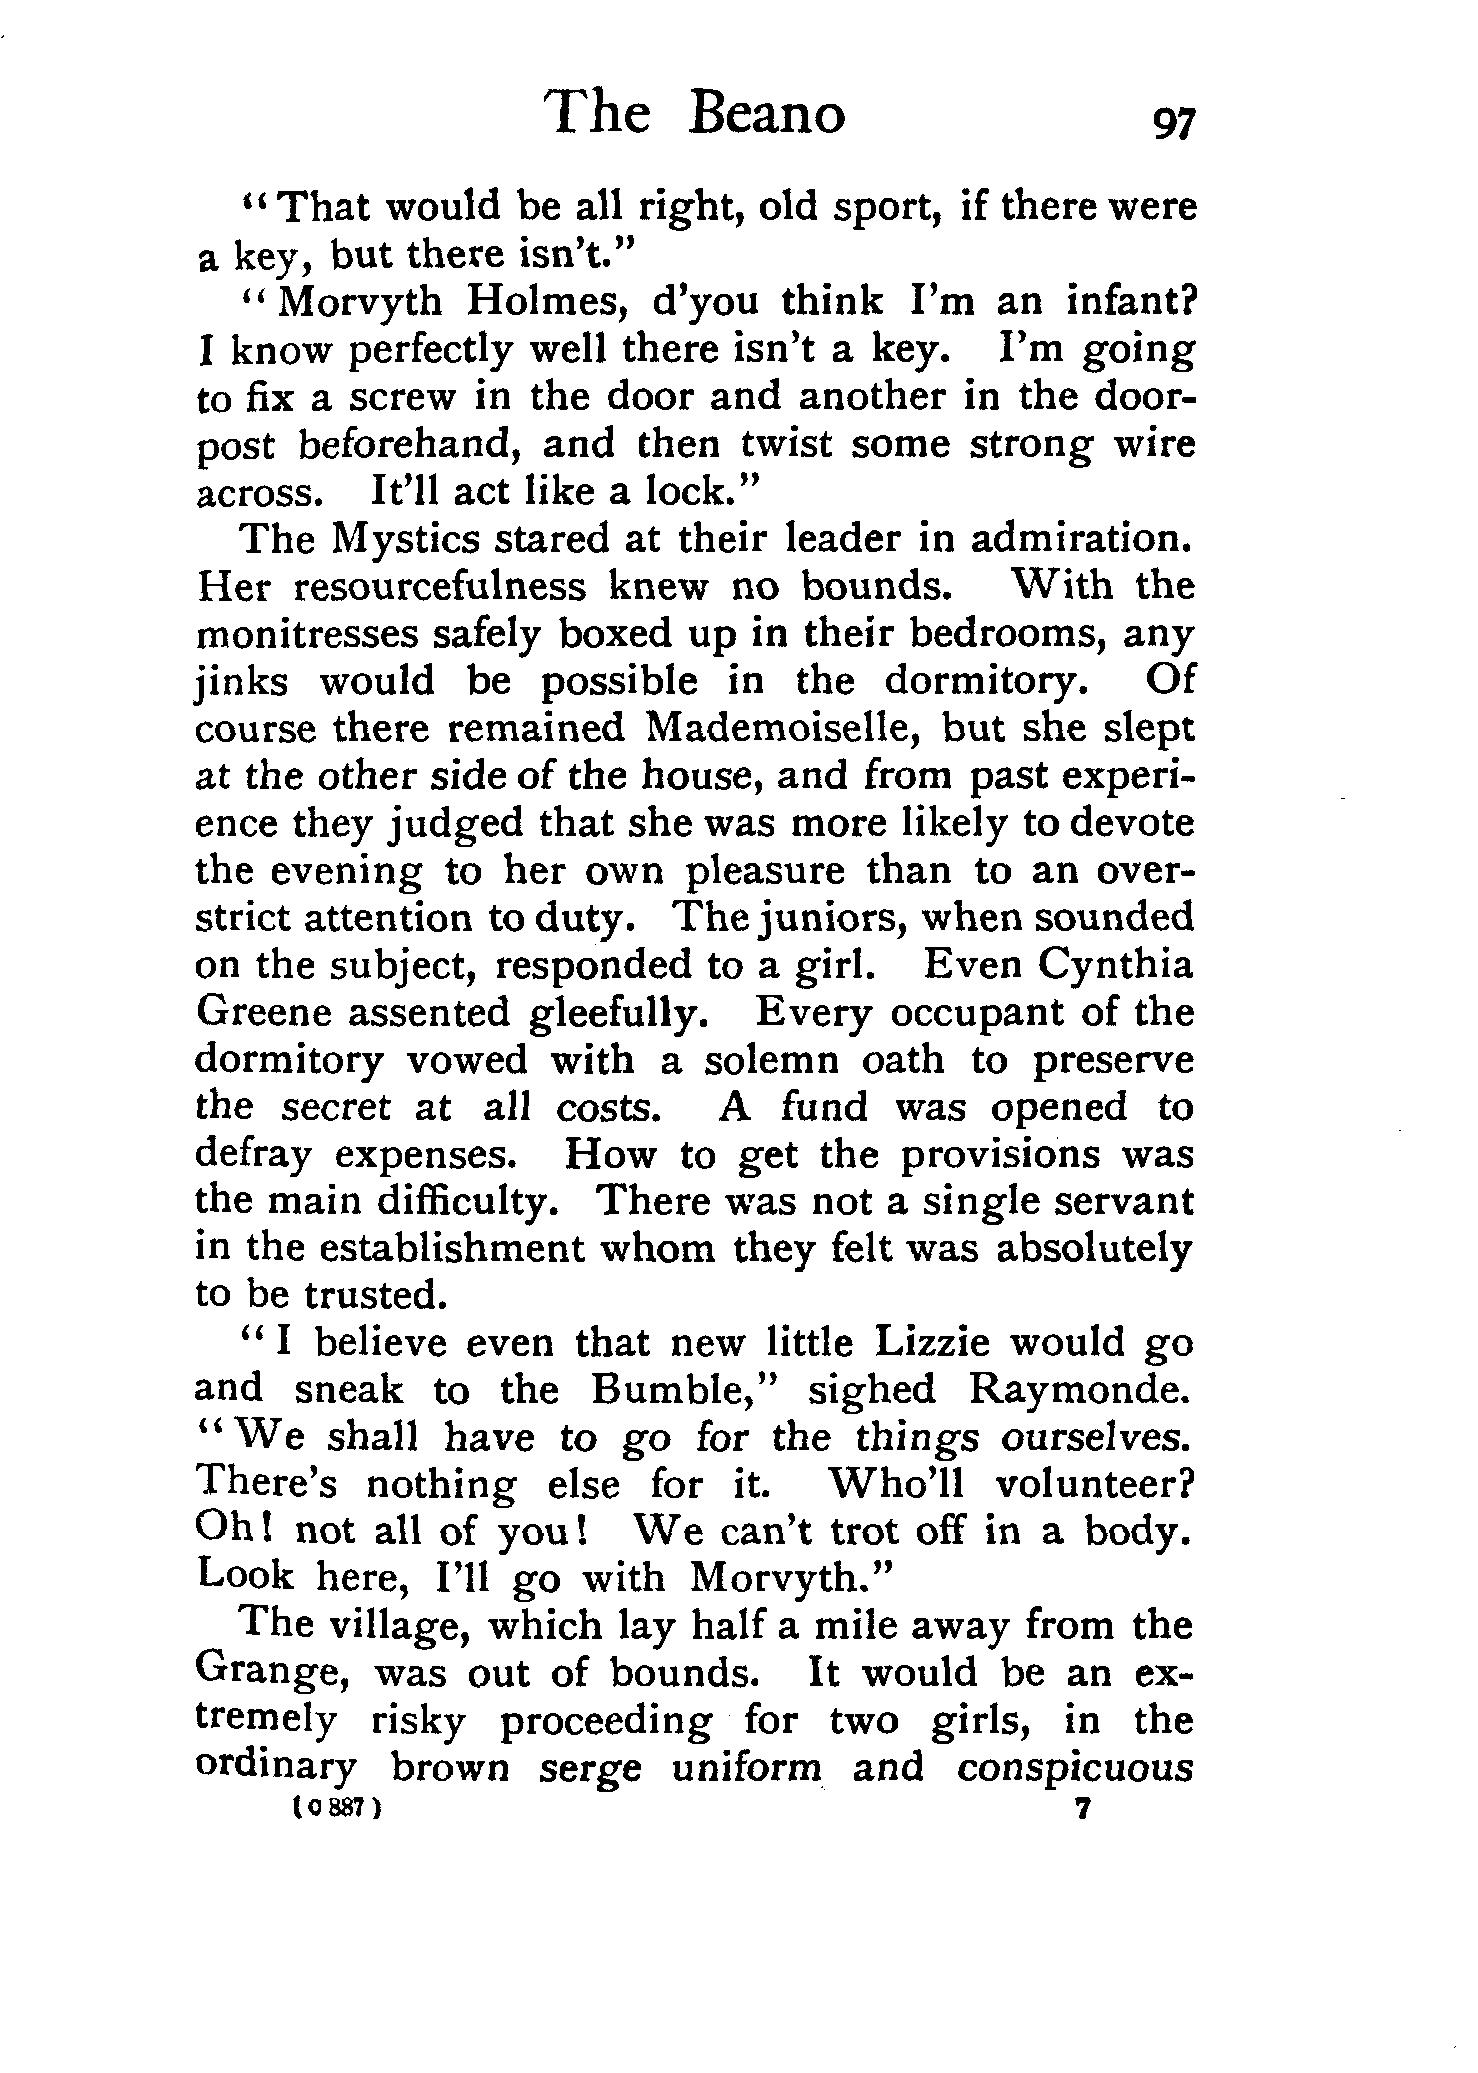 The Beano 97
“That would be all right, old sport, if there were
a key, but there isn't.”
“Morvyth Holmes, d'you think I'm an infant?
I know perfectly well there isn't a key. I'm going
to fix a screw in the door and another in the door-
post beforehand, and then twist some strong wire
across. It'll act like a lock.”
The Mystics stared at their leader in admiration.
Her resourcefulness knew no bounds. With the
monitresses safely boxed up in their bedrooms, any
jinks would be possible in the dormitory. Of
course there remained Mademoiselle, but she slept
at the other side of the house, and from past experi-
ence they judged that she was more likely to devote
the evening to her own pleasure than to an over-
strict attention to duty. The juniors, when sounded
on the subject, responded to a girl. Even Cynthia
Greene assented gleefully. Every occupant of the
dormitory vowed with a solemn oath to preserve
the secret at all costs. A fund was opened to
defray expenses. How to get the provisions was
the main difficulty. There was not a single servant
in the establishment whom they felt was absolutely
to be trusted.
“I believe even that new little Lizzie would go
and sneak to the Bumble,” sighed Raymonde.
“We shall have to go for the things ourselves.
There's nothing else for it. Who'll volunteer?
Oh! not all of you! We can't trot off in a body.
Look here, I'll go with Morvyth.”
The village, which lay half a mile away from the
Grange, was out of bounds. It would be an ex-
tremely risky proceeding for two girls, in the
ordinary brown serge uniform and conspicuous
(C 887) 7